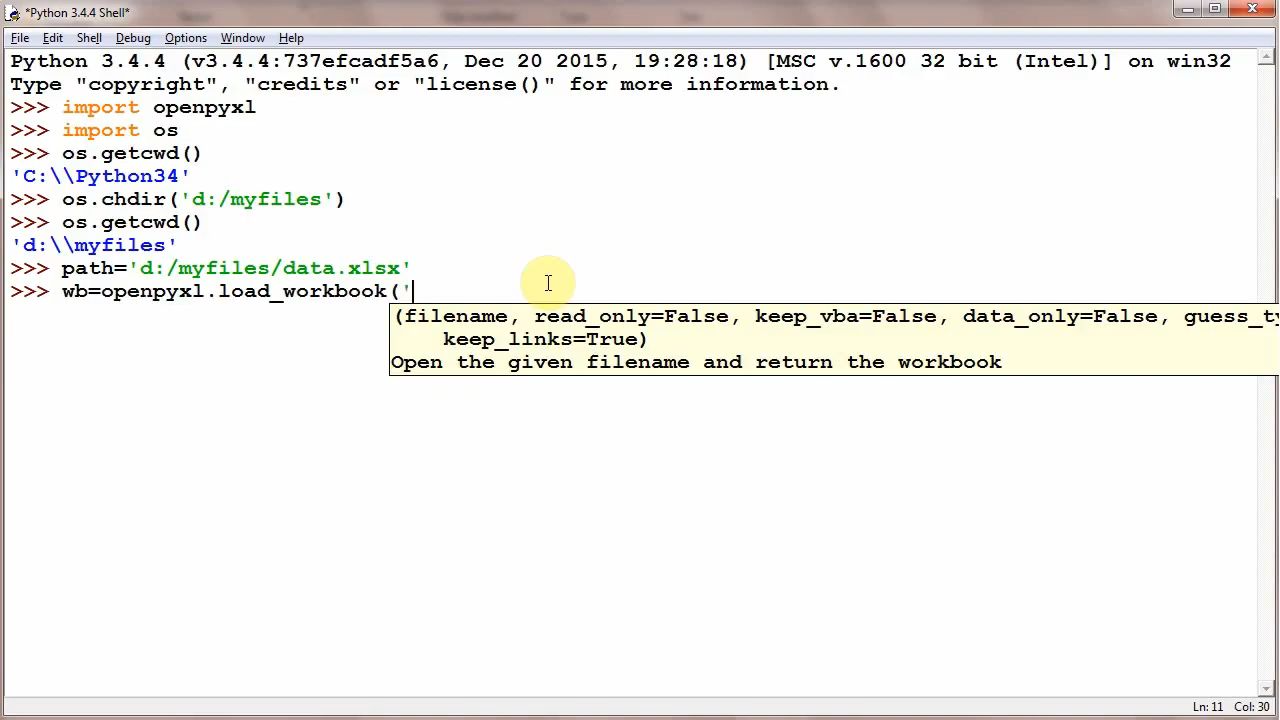 *Python 3.4.4 Shell*
File Edit Shell Debug Options Window Help
Python 3.4.4 (v3.4.4:737efcadf5a6, Dec 20 2015, 19:28:18) [MSC v.1600 32 bit (Intel)] on win32
Type "copyright", "credits" or "license()" for more information.
>>> import openpyxl
>>> import os
>>> os.getcwd()
'C:\\Python34'
>>> os.chdir('d:/myfiles')
>>> os.getcwd()
'd:\\myfiles'
>>> path='d:/myfiles/data.xlsx'
>>> wb=openpyxl.load_workbook('
(filename, read_only=False, keep_vba=False, data_only=False, guess_ty
keep_links=True)
Open the given filename and return the workbook
Ln: 11 Col: 30